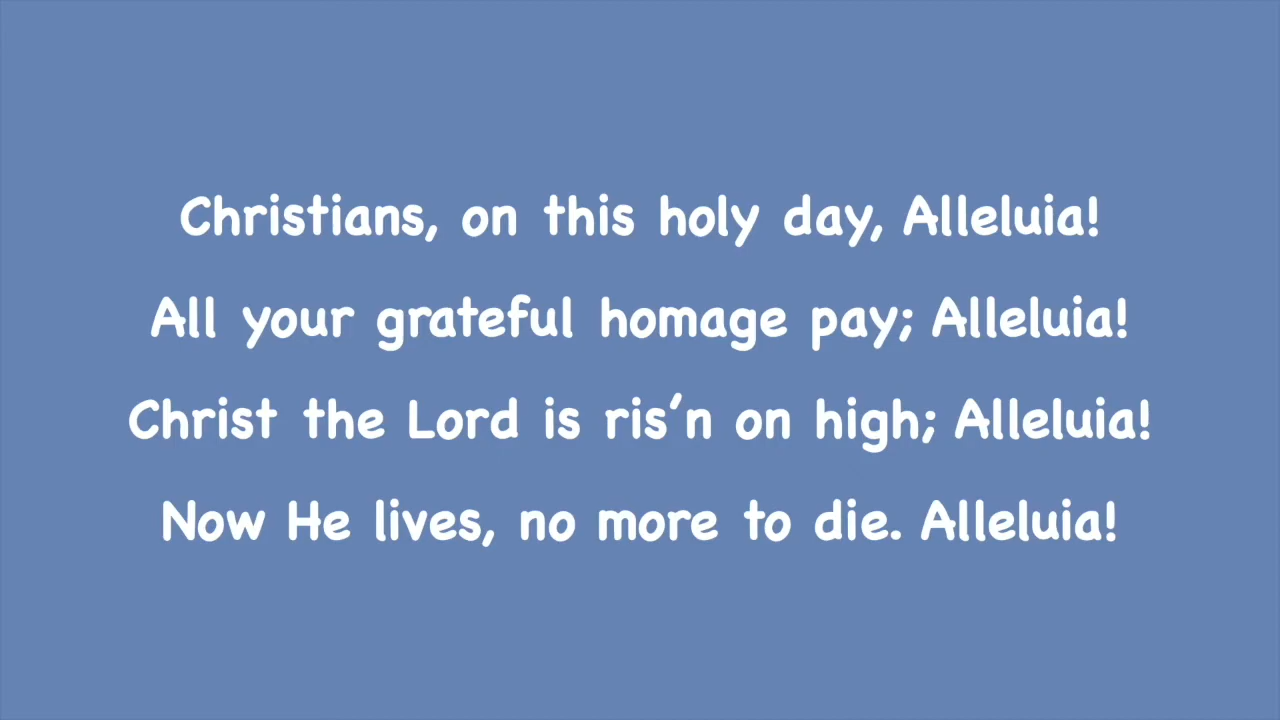 Christians, on this holy day, Alleluia!
All your grateful homage pay; Alleluia!
Christ the Lord is ris’n on high; Alleluia!
Now He lives, no more to die. Alleluia!